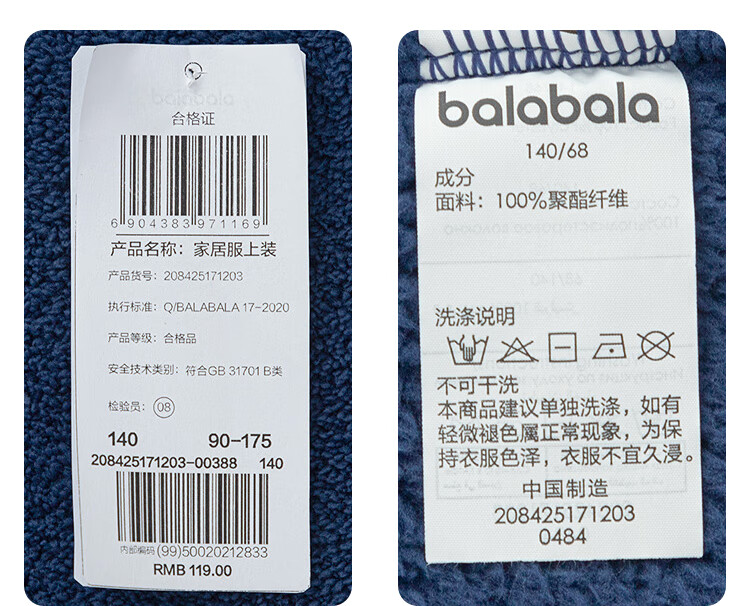 合格证
6 904383 971169
产品名称: 家居服上装
产品货号: 208425171203
执行标准: Q/BALABALA 17-2020
产品等级: 合格品
安全技术类别: 符合GB 31701 B类
检验员: 08
140 90-175
208425171203-00388 140
内部编码 (99)50020212833
RMB 119.00
balabala
140/68
成分
面料: 100%聚酯纤维
洗涤说明
不可干洗
本商品建议单独洗涤，如有
轻微褪色属正常现象，为保
持衣服色泽，衣服不宜久浸。
中国制造
208425171203
0484